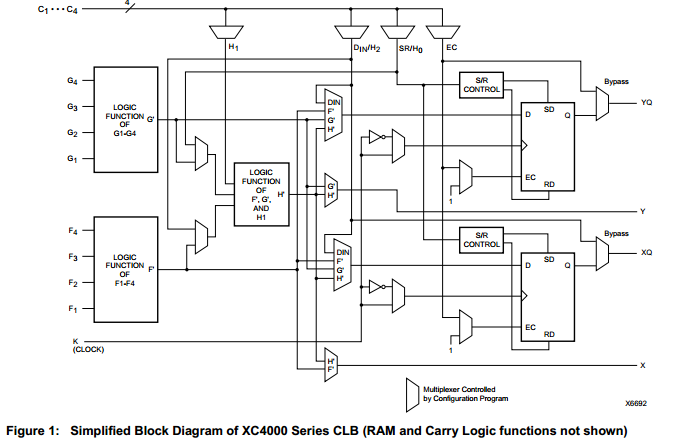 C1 • • • C4
4
H1
DIN/H2
SR/H0
EC
G4
G3
G2
G1
LOGIC
FUNCTION
OF
G1-G4
G'
DIN
F'
G'
H'
S/R
CONTROL
Bypass
D
SD
Q
YQ
LOGIC
FUNCTION
OF
F', G',
AND
H1
H'
G'
H'
EC
RD
1
Y
F4
F3
F2
F1
LOGIC
FUNCTION
OF
F1-F4
F'
DIN
F'
G'
H'
S/R
CONTROL
Bypass
D
SD
Q
XQ
EC
RD
1
K
(CLOCK)
H'
F'
X
Multiplexer Controlled
by Configuration Program
X6692
Figure 1: Simplified Block Diagram of XC4000 Series CLB (RAM and Carry Logic functions not shown)